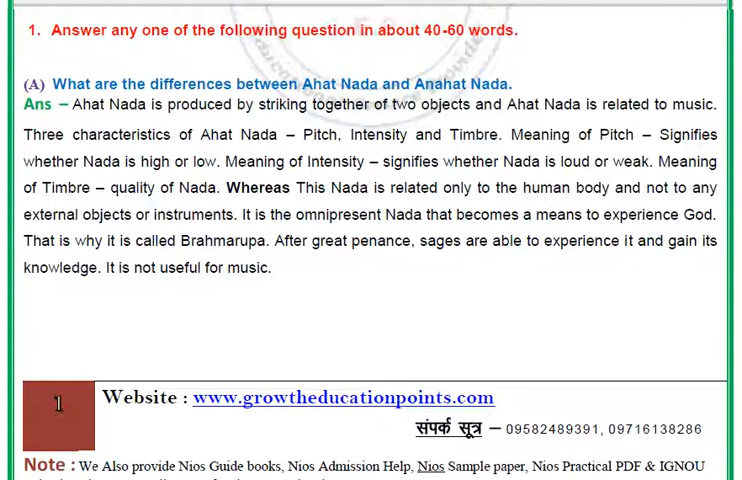 1. Answer any one of the following question in about 40-60 words.
(A) What are the differences between Ahat Nada and Anahat Nada.
Ans – Ahat Nada is produced by striking together of two objects and Ahat Nada is related to music.
Three characteristics of Ahat Nada – Pitch, Intensity and Timbre. Meaning of Pitch – Signifies
whether Nada is high or low. Meaning of Intensity – signifies whether Nada is loud or weak. Meaning
of Timbre – quality of Nada. Whereas This Nada is related only to the human body and not to any
external objects or instruments. It is the omnipresent Nada that becomes a means to experience God.
That is why it is called Brahmarupa. After great penance, sages are able to experience it and gain its
knowledge. It is not useful for music.
1 Website : www.growtheducationpoints.com
संपर्क सूत्र – 09582489391, 09716138286
Note : We Also provide Nios Guide books, Nios Admission Help, Nios Sample paper, Nios Practical PDF & IGNOU